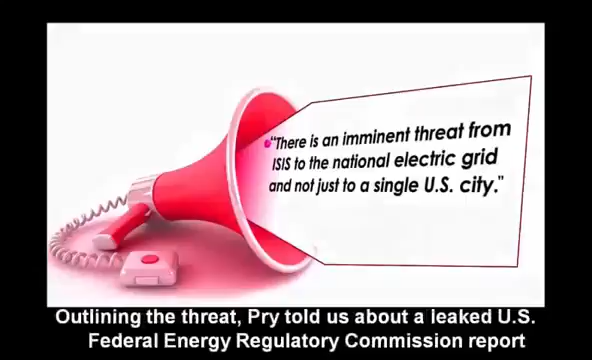 "There is an imminent threat from
ISIS to the national electric grid
and not just to a single U.S. city."
Outlining the threat, Pry told us about a leaked U.S.
Federal Energy Regulatory Commission report